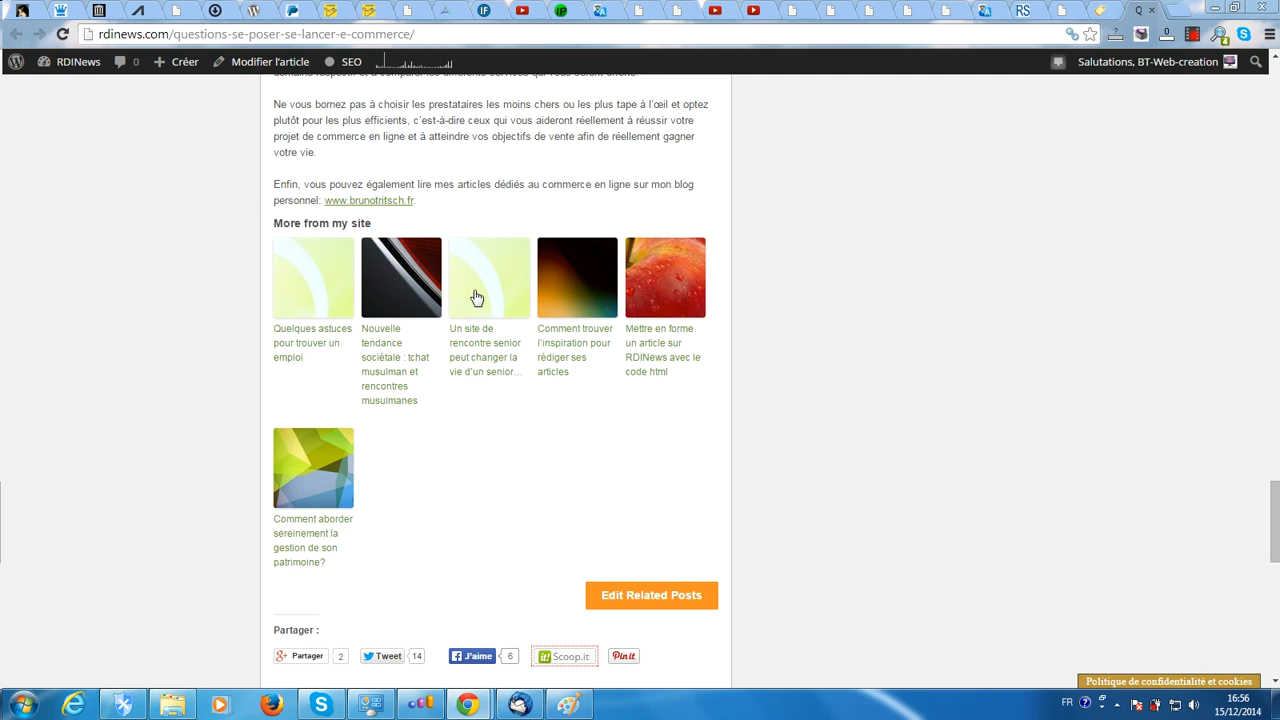 IF
IP
RS
Q
rdinews.com/questions-se-poser-se-lancer-e-commerce/
RDINews 0 Créer Modifier l'article SEO Salutations, BT-Web-creation
Ne vous bornez pas à choisir les prestataires les moins chers ou les plus tape à l'œil et optez
plutôt pour les plus efficients, c'est-à-dire ceux qui vous aideront réellement à réussir votre
projet de commerce en ligne et à atteindre vos objectifs de vente afin de réellement gagner
votre vie.
Enfin, vous pouvez également lire mes articles dédiés au commerce en ligne sur mon blog
personnel: www.brunotritsch.fr.
More from my site
Quelques astuces
pour trouver un
emploi
Nouvelle
tendance
sociétale : tchat
musulman et
rencontres
musulmanes
Un site de
rencontre senior
peut changer la
vie d'un senior…
Comment trouver
l'inspiration pour
rédiger ses
articles
Mettre en forme
un article sur
RDINews avec le
code html
Comment aborder
sereinement la
gestion de son
patrimoine?
Edit Related Posts
Partager :
Partager 2 Tweet 14 J'aime 6 it! Scoop.it Pin it
Politique de confidentialité et cookies
FR 16:56
15/12/2014